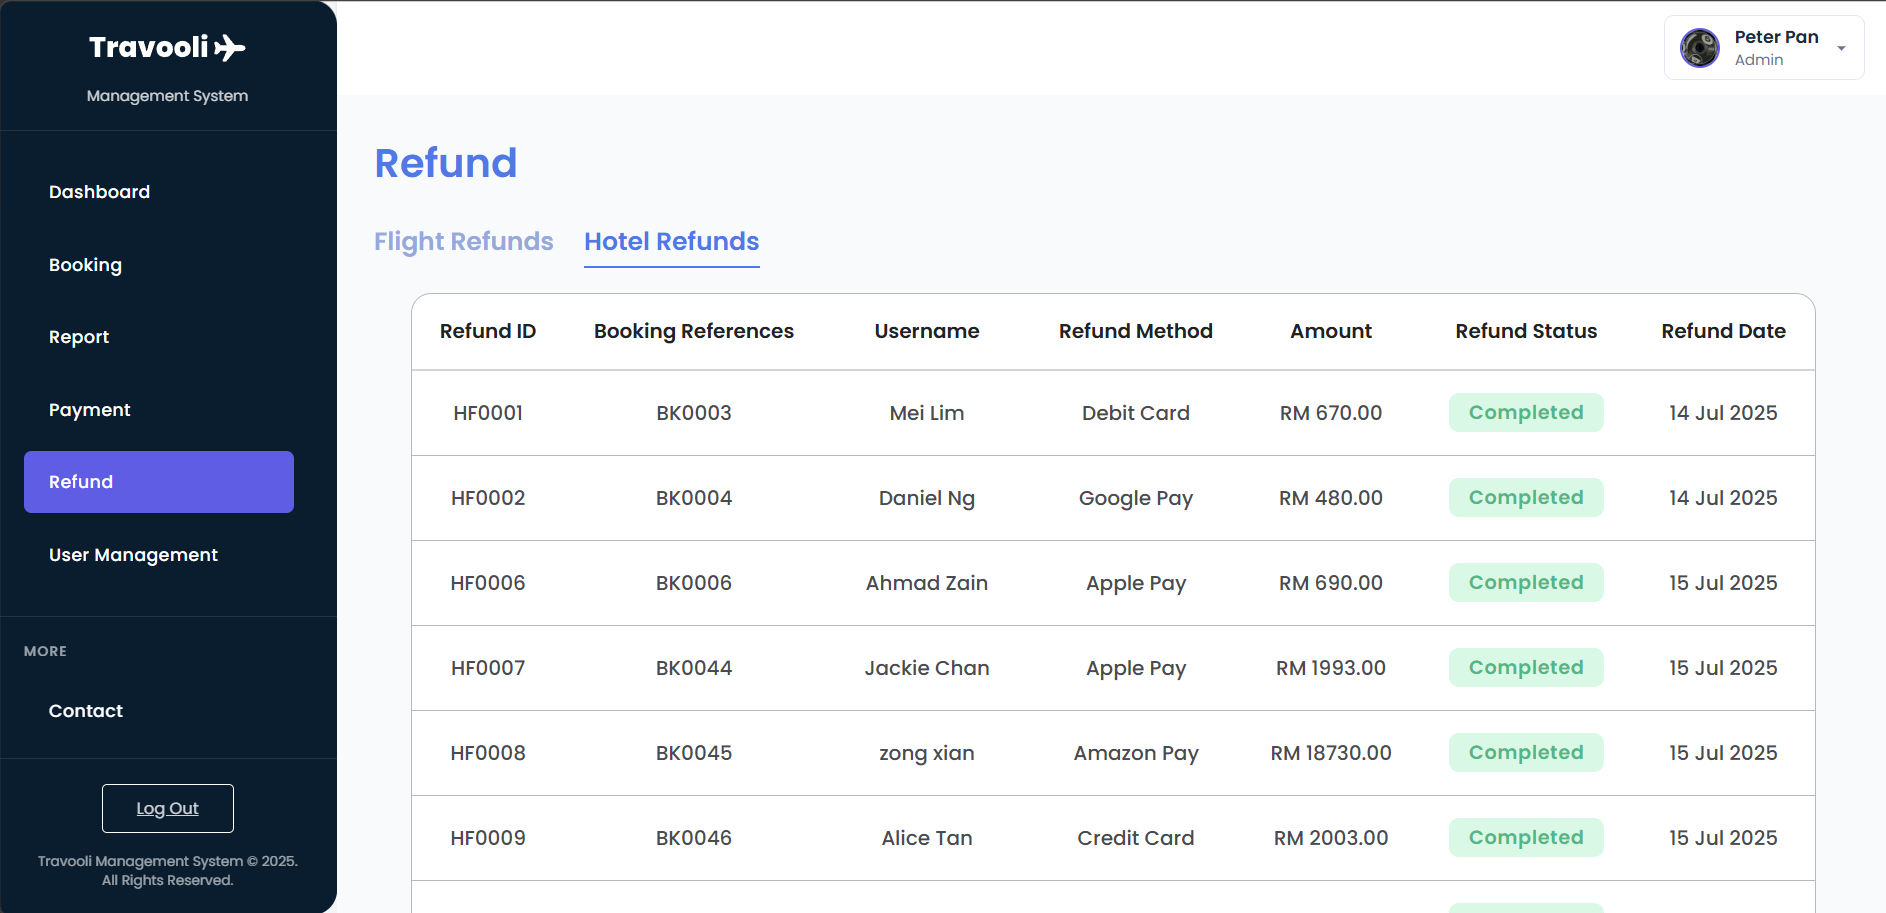 Travooli
Management System
Dashboard
Booking
Report
Payment
Refund
User Management
MORE
Contact
Log Out
Travooli Management System © 2025.
All Rights Reserved.
Peter Pan
Admin
Refund
Flight Refunds Hotel Refunds
Refund ID Booking References Username Refund Method Amount Refund Status Refund Date
HF0001 BK0003 Mei Lim Debit Card RM 670.00 Completed 14 Jul 2025
HF0002 BK0004 Daniel Ng Google Pay RM 480.00 Completed 14 Jul 2025
HF0006 BK0006 Ahmad Zain Apple Pay RM 690.00 Completed 15 Jul 2025
HF0007 BK0044 Jackie Chan Apple Pay RM 1993.00 Completed 15 Jul 2025
HF0008 BK0045 zong xian Amazon Pay RM 18730.00 Completed 15 Jul 2025
HF0009 BK0046 Alice Tan Credit Card RM 2003.00 Completed 15 Jul 2025